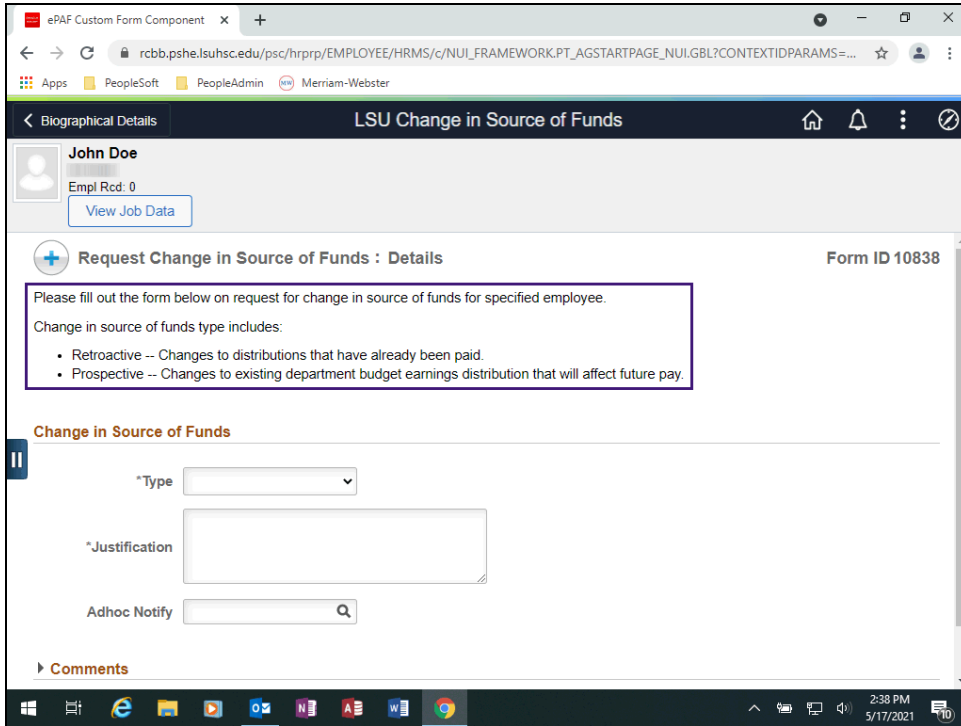 ePAF Custom Form Component
rcbb.pshe.lsuhsc.edu/psc/hrprp/EMPLOYEE/HRMS/c/NUI_FRAMEWORK.PT_AGSTARTPAGE_NUI.GBL?CONTEXTIDPARAMS=...
Apps PeopleSoft PeopleAdmin MW Merriam-Webster
Biographical Details LSU Change in Source of Funds
John Doe
Empl Rcd: 0
View Job Data
Request Change in Source of Funds : Details Form ID 10838
Please fill out the form below on request for change in source of funds for specified employee.
Change in source of funds type includes:
• Retroactive -- Changes to distributions that have already been paid.
• Prospective -- Changes to existing department budget earnings distribution that will affect future pay.
Change in Source of Funds
*Type
*Justification
Adhoc Notify
Comments
2:38 PM
5/17/2021
10